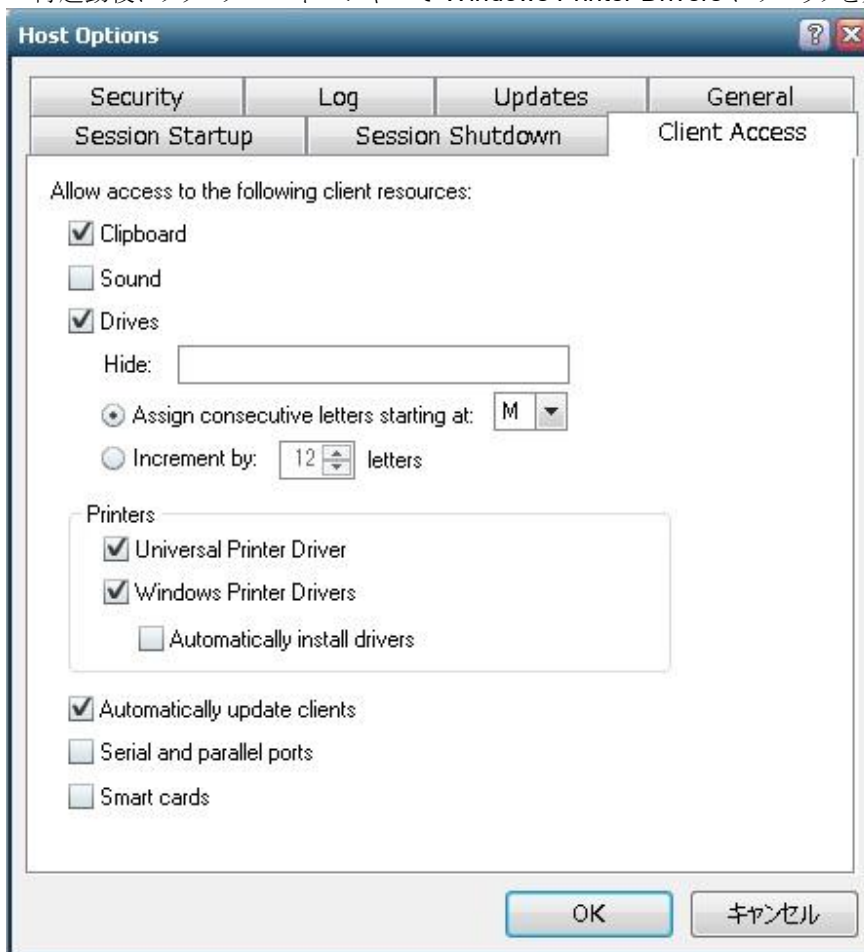 Windows Printer Drivers
Host Options
Security Log Updates General
Session Startup Session Shutdown Client Access
Allow access to the following client resources:
Clipboard
Sound
Drives
Hide:
Assign consecutive letters starting at: M
Increment by: 12 letters
Printers
Universal Printer Driver
Windows Printer Drivers
Automatically install drivers
Automatically update clients
Serial and parallel ports
Smart cards
OK キャンセル